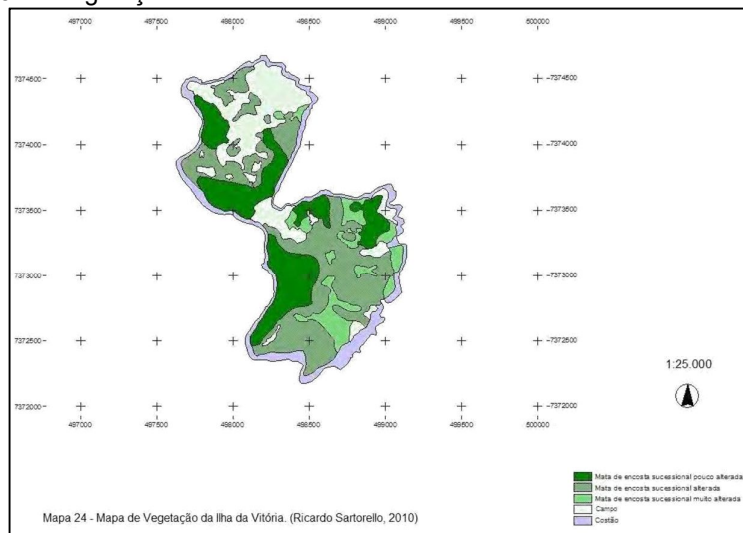 497000 497500 498000 498500 499000 499500 500000
7374500 7374500
7374000 7374000
7373500 7373500
7373000 7373000
7372500 7372500
7372000 7372000
497000 497500 498000 498500 499000 499500 500000
1:25.000
Mata de encosta sucessional pouco alterada
Mata de encosta sucessional alterada
Mata de encosta sucessional muito alterada
Campo
Costão
Mapa 24 - Mapa de Vegetação da Ilha da Vitória. (Ricardo Sartorello, 2010)